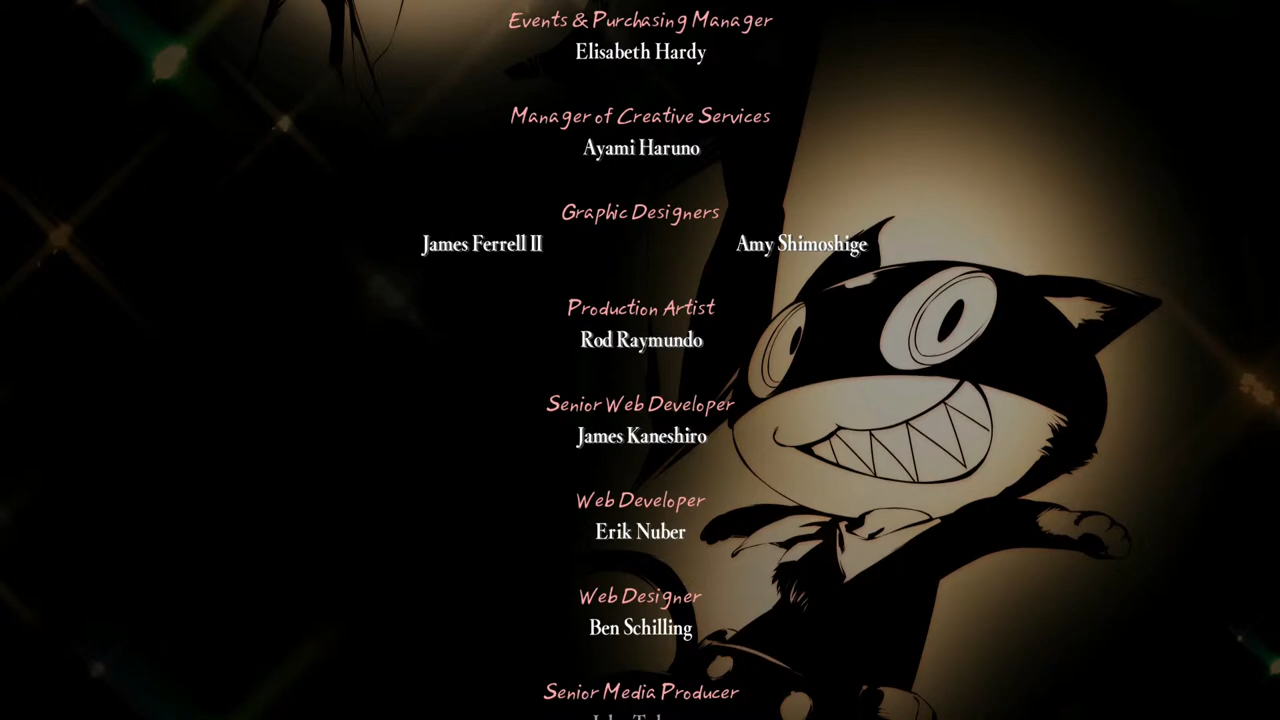 Events & Purchasing Manager
Elisabeth Hardy
Manager of Creative Services
Ayami Haruno
Graphic Designers
James Ferrell II Amy Shimoshige
Production Artist
Rod Raymundo
Senior Web Developer
James Kaneshiro
Web Developer
Erik Nuber
Web Designer
Ben Schilling
Senior Media Producer